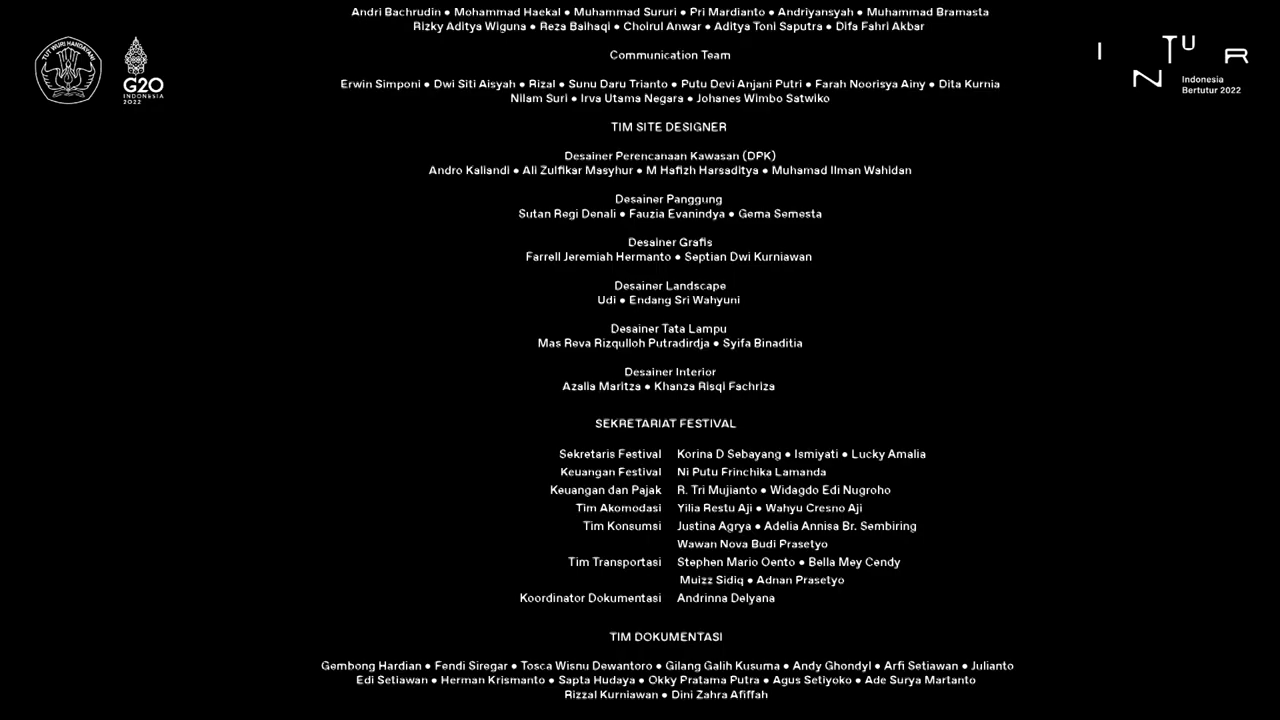 Andri Bachrudin ● Mohammad Haekal ● Muhammad Sururi ● Pri Mardianto ● Andriyansyah ● Muhammad Bramasta
Rizky Aditya Wiguna ● Reza Baihaqi ● Choirul Anwar ● Aditya Toni Saputra ● Difa Fahri Akbar
TUT WURI HANDAYANI
G20
INDONESIA
2022
I N T U R
Indonesia
Bertutur 2022
Communication Team
Erwin Simponi ● Dwi Siti Aisyah ● Rizal ● Sunu Daru Trianto ● Putu Devi Anjani Putri ● Farah Noorisya Ainy ● Dita Kurnia
Nilam Suri ● Irva Utama Negara ● Johanes Wimbo Satwiko
TIM SITE DESIGNER
Desainer Perencanaan Kawasan (DPK)
Andro Kaliandi ● Ali Zulfikar Masyhur ● M Hafizh Harsaditya ● Muhamad Ilman Wahidan
Desainer Panggung
Sutan Regi Denali ● Fauzia Evanindya ● Gema Semesta
Desainer Grafis
Farrell Jeremiah Hermanto ● Septian Dwi Kurniawan
Desainer Landscape
Udi ● Endang Sri Wahyuni
Desainer Tata Lampu
Mas Reva Rizqulloh Putradirdja ● Syifa Binaditia
Desainer Interior
Azalia Maritza ● Khanza Risqi Fachriza
SEKRETARIAT FESTIVAL
Sekretaris Festival Korina D Sebayang ● Ismiyati ● Lucky Amalia
Keuangan Festival Ni Putu Frinchika Lamanda
Keuangan dan Pajak R. Tri Mujianto ● Widagdo Edi Nugroho
Tim Akomodasi Yilia Restu Aji ● Wahyu Cresno Aji
Tim Konsumsi Justina Agrya ● Adelia Annisa Br. Sembiring
Wawan Nova Budi Prasetyo
Tim Transportasi Stephen Mario Oento ● Bella Mey Cendy
Muizz Sidiq ● Adnan Prasetyo
Koordinator Dokumentasi Andrinna Delyana
TIM DOKUMENTASI
Gembong Hardian ● Fendi Siregar ● Tosca Wisnu Dewantoro ● Gilang Galih Kusuma ● Andy Ghondyl ● Arfi Setiawan ● Julianto
Edi Setiawan ● Herman Krismanto ● Sapta Hudaya ● Okky Pratama Putra ● Agus Setiyoko ● Ade Surya Martanto
Rizzal Kurniawan ● Dini Zahra Afiffah